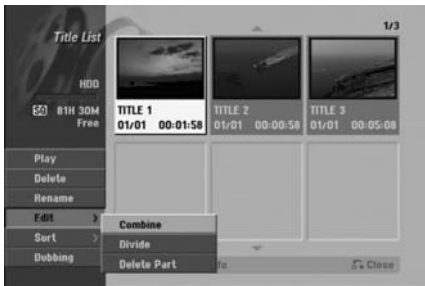 1/3
Title List
HDD
SQ 81H 30M
Free
TITLE 1
01/01 00:01:58
TITLE 2
01/01 00:00:58
TITLE 3
01/01 00:05:08
Play
Delete
Rename
Edit >
Sort >
Dubbing
Combine
Divide
Delete Part
Close